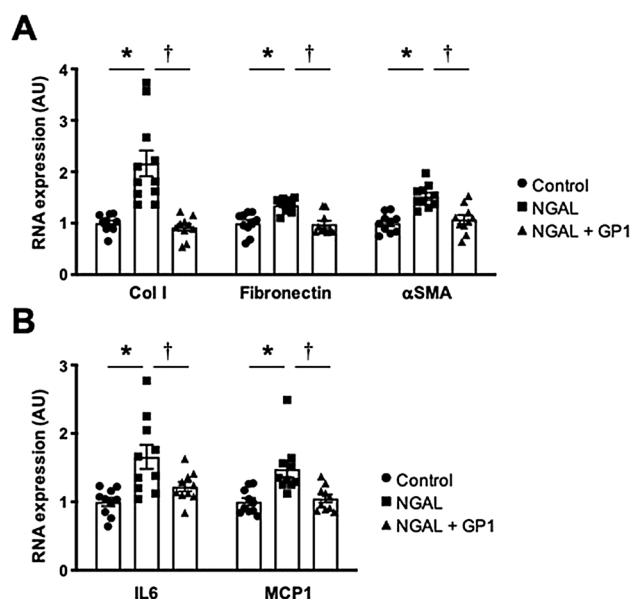 A
* † * † * †
RNA expression (AU)
4
3
2
1
0
Col I Fibronectin αSMA
Control
NGAL
NGAL + GP1
B
* † * †
RNA expression (AU)
3
2
1
0
IL6 MCP1
Control
NGAL
NGAL + GP1